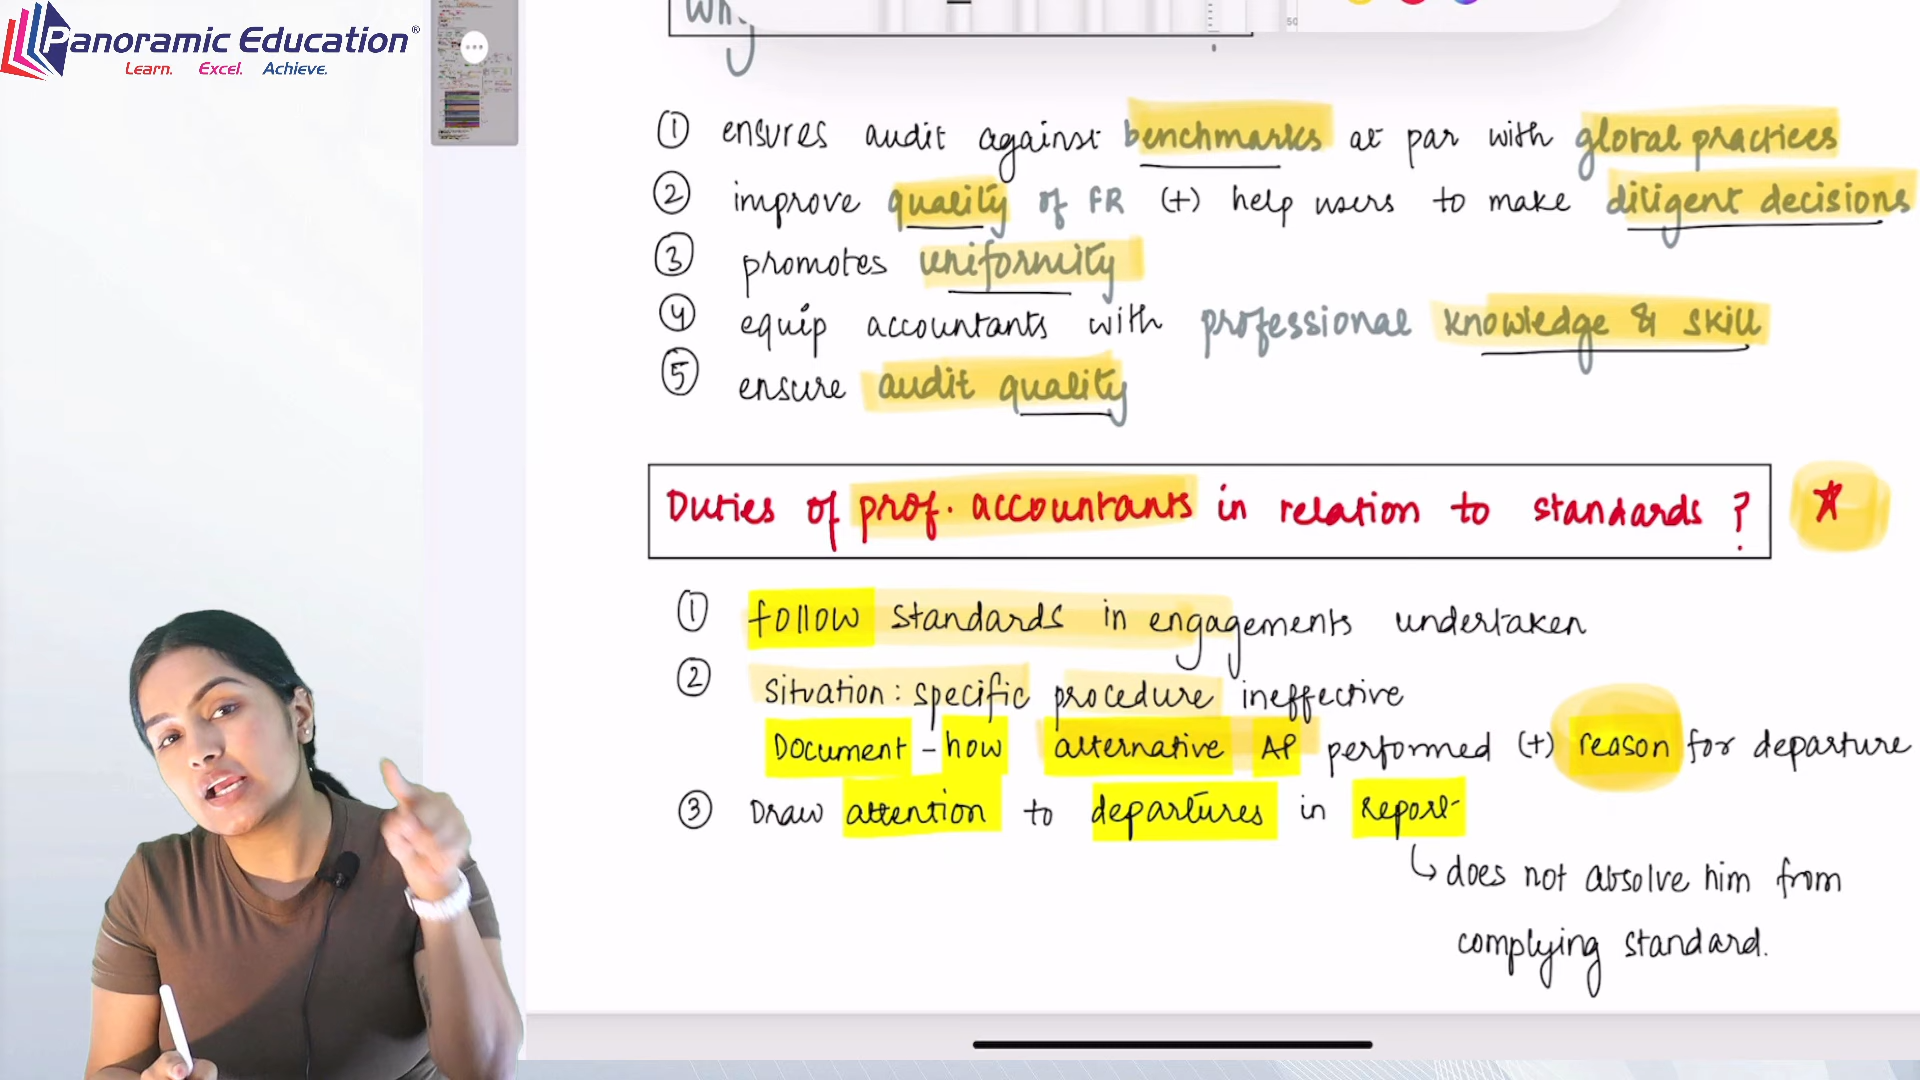 Panoramic Education®
Learn. Excel. Achieve.
Why
50
① ensures audit against benchmarks at par with global practices
② improve quality of FR (+) help users to make diligent decisions
③ promotes uniformity
④ equip accountants with professional knowledge & skill
⑤ ensure audit quality
Duties of prof. accountants in relation to standards ?
① follow standards in engagements undertaken
② Situation : specific procedure ineffective
Document - how alternative AP performed (+) reason for departure
③ Draw attention to departures in Report
↳ does not absolve him from
complying standard.